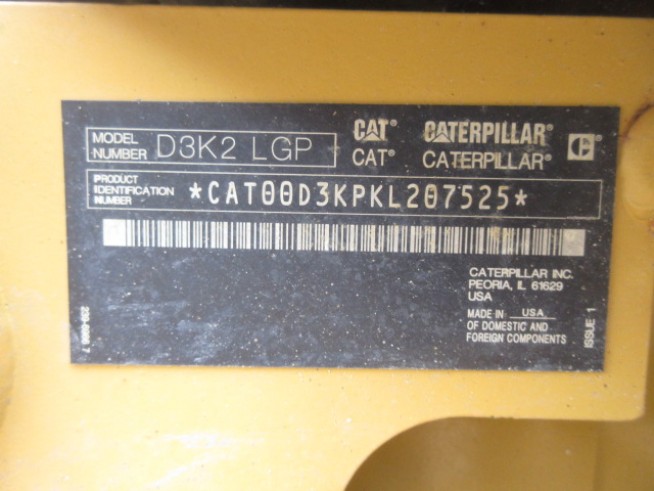 MODEL NUMBER D3K2 LGP
CAT CATERPILLAR
CAT® CATERPILLAR®
PRODUCT IDENTIFICATION NUMBER *CAT00D3KPKL207525*
CATERPILLAR INC.
PEORIA, IL 61629
USA
MADE IN USA
OF DOMESTIC AND
FOREIGN COMPONENTS
ISSUE 1